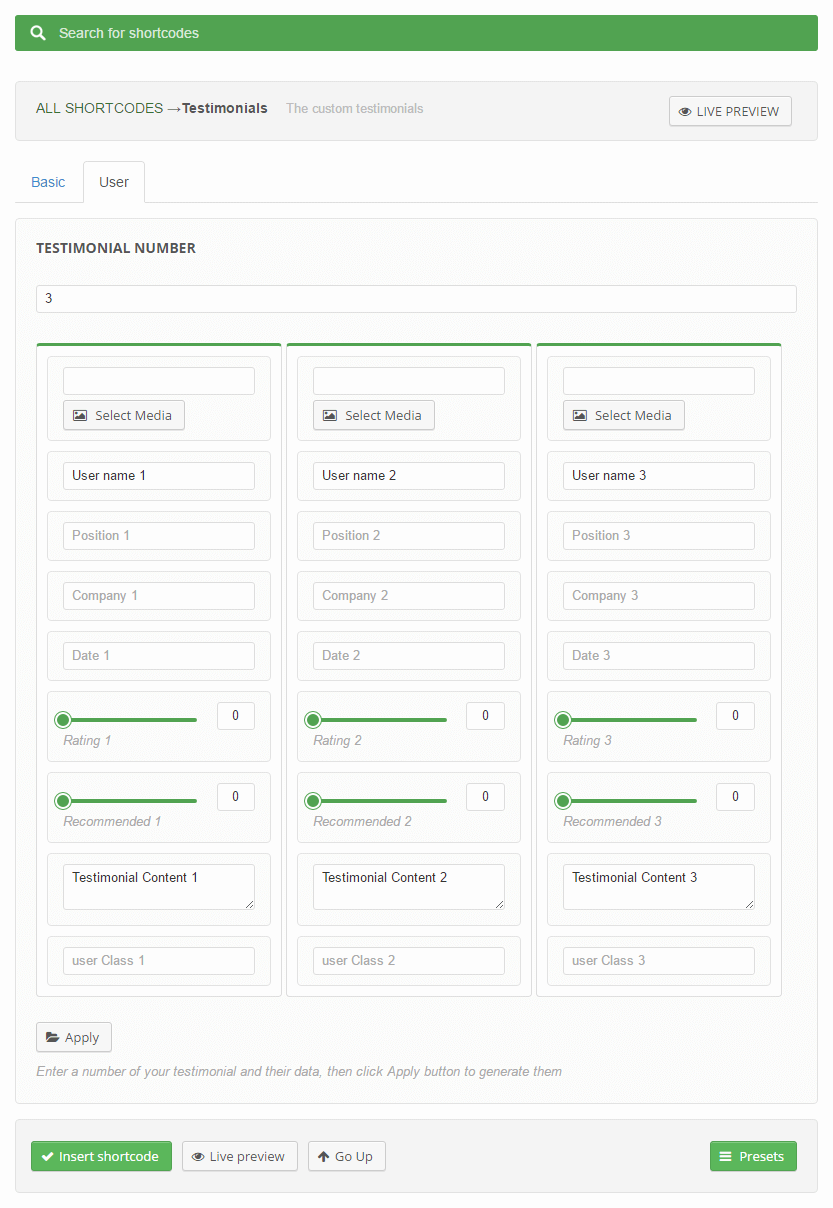 Search for shortcodes
ALL SHORTCODES →Testimonials The custom testimonials
LIVE PREVIEW
Basic User
TESTIMONIAL NUMBER
3
Select Media Select Media Select Media
User name 1 User name 2 User name 3
Position 1 Position 2 Position 3
Company 1 Company 2 Company 3
Date 1 Date 2 Date 3
0 0 0
Rating 1 Rating 2 Rating 3
0 0 0
Recommended 1 Recommended 2 Recommended 3
Testimonial Content 1 Testimonial Content 2 Testimonial Content 3
user Class 1 user Class 2 user Class 3
Apply
Enter a number of your testimonial and their data, then click Apply button to generate them
Insert shortcode Live preview Go Up Presets